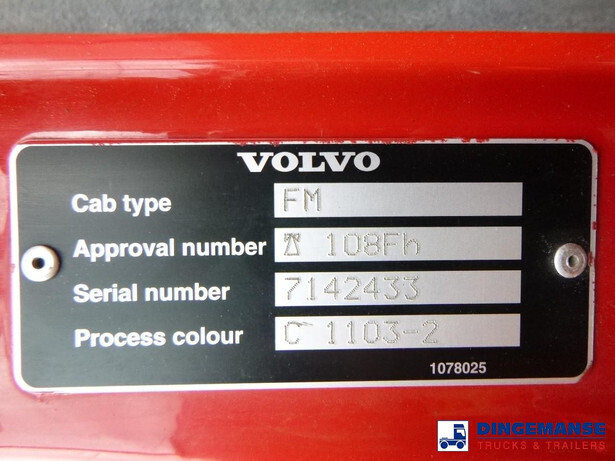 VOLVO
Cab type FM
Approval number 108Fh
Serial number 7142433
Process colour C 1103-2
1078025
DINGEMANSE
TRUCKS & TRAILERS